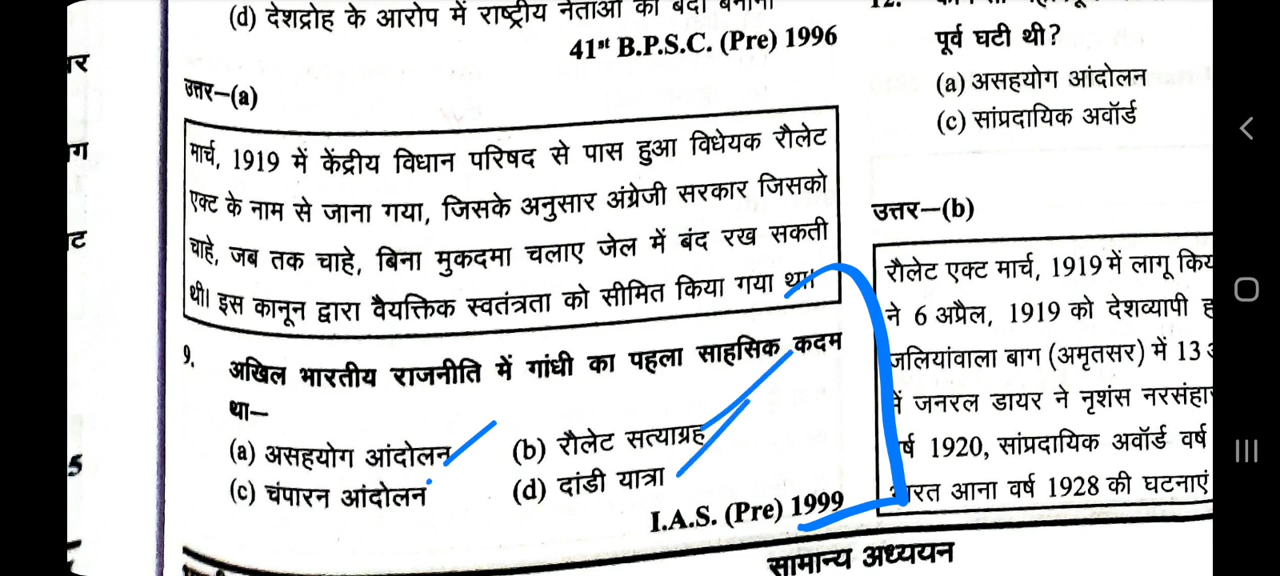 (d) देशद्रोह के आरोप में राष्ट्रीय नेताओं को बंदी बनाना
41st B.P.S.C. (Pre) 1996
उत्तर–(a)
मार्च, 1919 में केंद्रीय विधान परिषद से पास हुआ विधेयक रौलेट
एक्ट के नाम से जाना गया, जिसके अनुसार अंग्रेजी सरकार जिसको
चाहे, जब तक चाहे, बिना मुकदमा चलाए जेल में बंद रख सकती
थी। इस कानून द्वारा वैयक्तिक स्वतंत्रता को सीमित किया गया था।
9. अखिल भारतीय राजनीति में गांधी का पहला साहसिक कदम
था–
(a) असहयोग आंदोलन (b) रौलेट सत्याग्रह
(c) चंपारन आंदोलन (d) दांडी यात्रा
I.A.S. (Pre) 1999
सामान्य अध्ययन
12.
पूर्व घटी थी?
(a) असहयोग आंदोलन
(c) सांप्रदायिक अवॉर्ड
उत्तर–(b)
रौलेट एक्ट मार्च, 1919 में लागू किय
ने 6 अप्रैल, 1919 को देशव्यापी ह
जलियांवाला बाग (अमृतसर) में 13
में जनरल डायर ने नृशंस नरसंहार
वर्ष 1920, सांप्रदायिक अवॉर्ड वर्ष
भारत आना वर्ष 1928 की घटनाएं
र
ग
ट
5